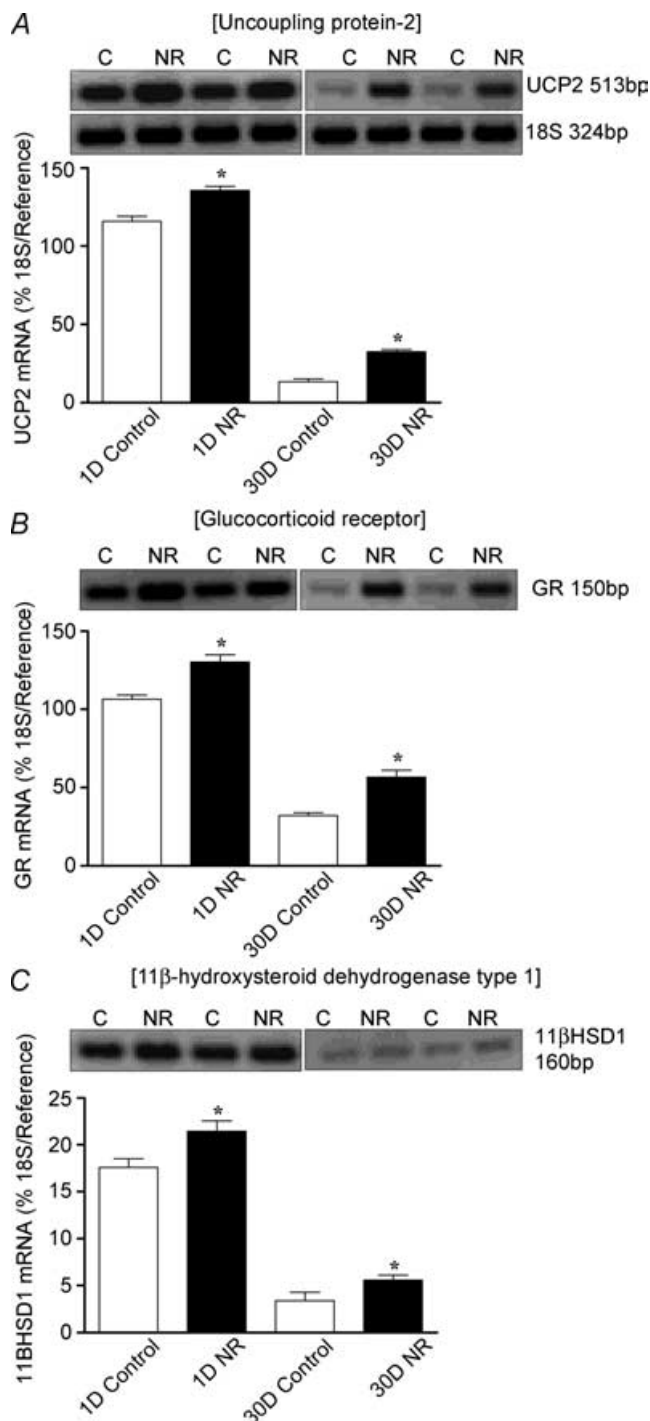 A
[Uncoupling protein-2]
C NR C NR C NR C NR
UCP2 513bp
18S 324bp
UCP2 mRNA (% 18S/Reference)
150
*
100
50
*
0
1D Control 1D NR 30D Control 30D NR
B
[Glucocorticoid receptor]
C NR C NR C NR C NR
GR 150bp
GR mRNA (% 18S/Reference)
150
*
100
*
50
0
1D Control 1D NR 30D Control 30D NR
C
[11β-hydroxysteroid dehydrogenase type 1]
C NR C NR C NR C NR
11βHSD1
160bp
11BHSD1 mRNA (% 18S/Reference)
25
*
20
15
10
*
5
0
1D Control 1D NR 30D Control 30D NR